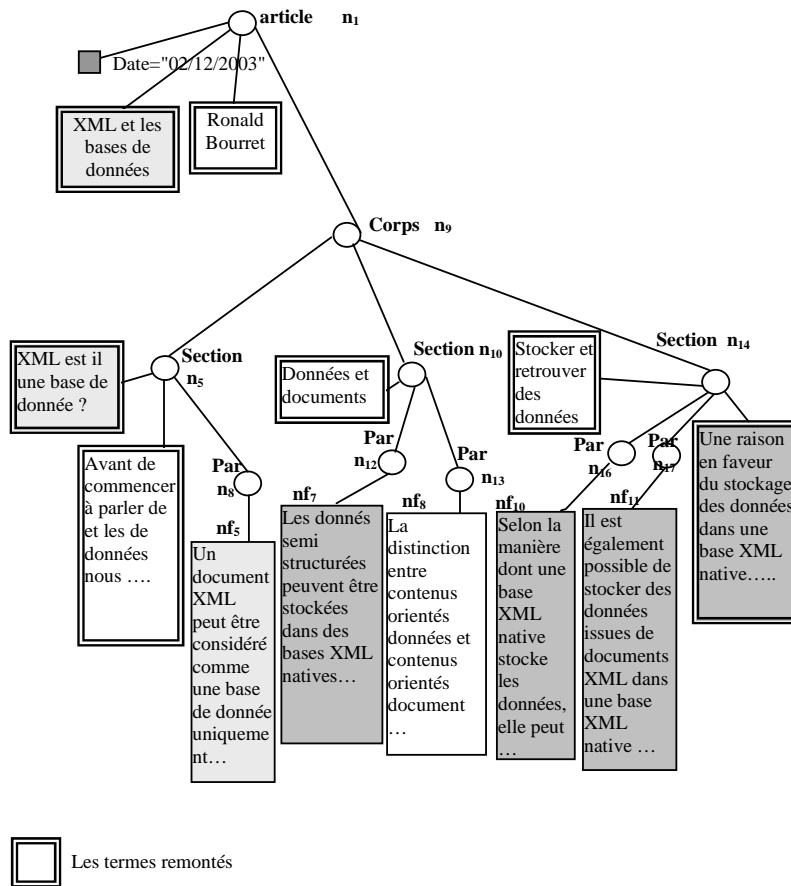 article n1
Date="02/12/2003"
XML et les
bases de
données
Ronald
Bourret
Corps n9
XML est il
une base de
donnée ?
Section
n5
Données et
documents
Section n10
Stocker et
retrouver
des
données
Section n14
Avant de
commencer
à parler de
et les de
données
nous ….
Par
n8
nf5
Un
document
XML
peut être
considéré
comme
une base
de donnée
uniqueme
nt…
Par
n12
nf7
Les donnés
semi
structurées
peuvent être
stockées
dans des
bases XML
natives…
Par
n13
nf8
La
distinction
entre
contenus
orientés
données et
contenus
orientés
document
…
Par
n16
nf10
Selon la
manière
dont une
base
XML
native
stocke
les
données,
elle peut
…
Par
n17
nf11
Il est
également
possible de
stocker des
données
issues de
documents
XML dans
une base
XML
native …
Une raison
en faveur
du stockage
des données
dans une
base XML
native…..
Les termes remontés